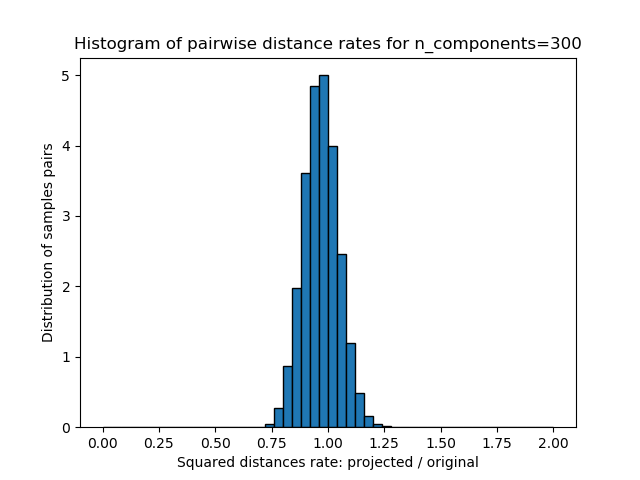 Histogram of pairwise distance rates for n_components=300
Distribution of samples pairs
5
4
3
2
1
0
0.00 0.25 0.50 0.75 1.00 1.25 1.50 1.75 2.00
Squared distances rate: projected / original